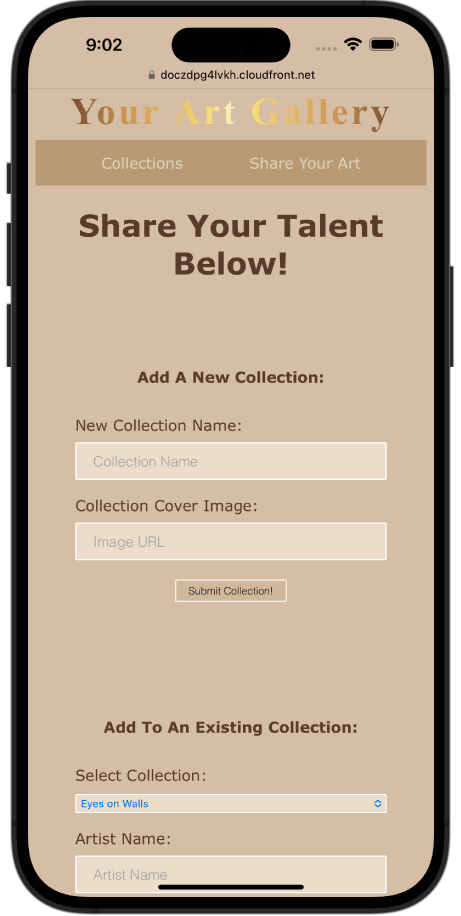 9:02
doczdpg4lvkh.cloudfront.net
Your Art Gallery
Collections Share Your Art
Share Your Talent
Below!
Add A New Collection:
New Collection Name:
Collection Name
Collection Cover Image:
Image URL
Submit Collection!
Add To An Existing Collection:
Select Collection:
Eyes on Walls
Artist Name:
Artist Name